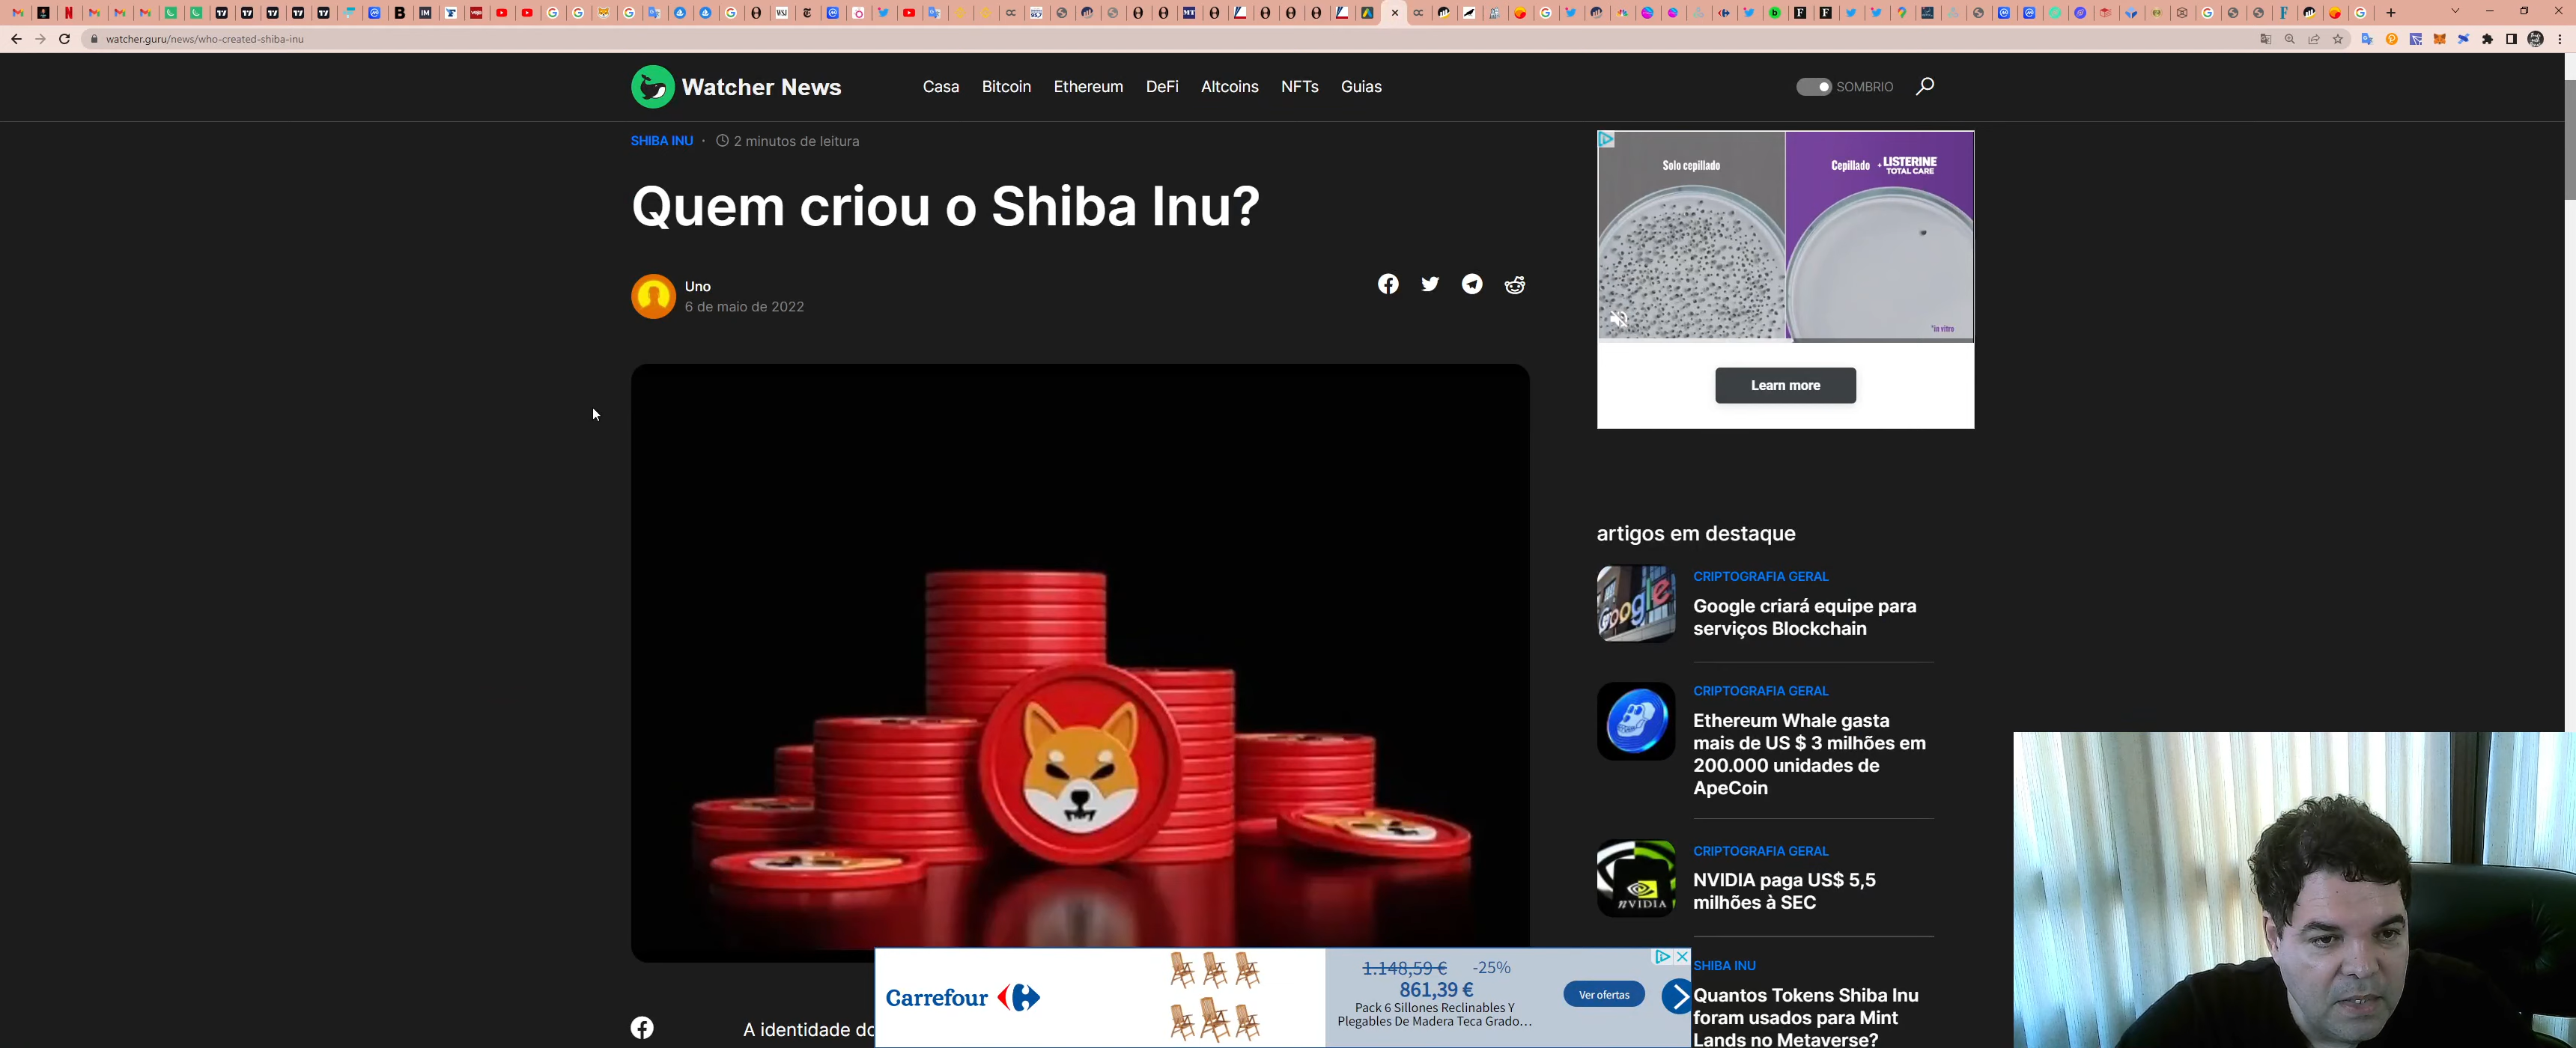 watcher.guru/news/who-created-shiba-inu
Watcher News
Casa
Bitcoin
Ethereum
DeFi
Altcoins
NFTs
Guias
SOMBRIO
SHIBA INU · 2 minutos de leitura
Quem criou o Shiba Inu?
Uno
6 de maio de 2022
Solo cepillado
Cepillado + LISTERINE
TOTAL CARE
*in vitro
Learn more
artigos em destaque
CRIPTOGRAFIA GERAL
Google criará equipe para
serviços Blockchain
Google
CRIPTOGRAFIA GERAL
Ethereum Whale gasta
mais de US $ 3 milhões em
200.000 unidades de
ApeCoin
CRIPTOGRAFIA GERAL
NVIDIA paga US$ 5,5
milhões à SEC
NVIDIA
SHIBA INU
Quantos Tokens Shiba Inu
foram usados para Mint
Lands no Metaverse?
A identidade do
Carrefour
1.148,59 € -25%
861,39 €
Pack 6 Sillones Reclinables Y
Plegables De Madera Teca Grado...
Ver ofertas